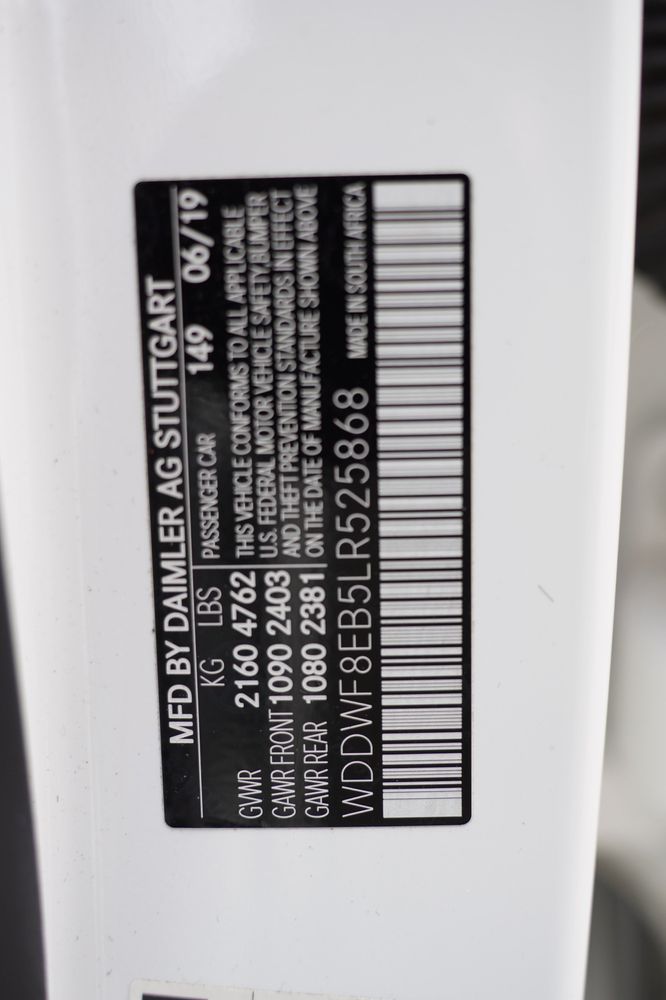 MFD BY DAIMLER AG STUTTGART
149 06/19
KG LBS PASSENGER CAR
GVWR 2160 4762 THIS VEHICLE CONFORMS TO ALL APPLICABLE
GAWR FRONT 1090 2403 U.S. FEDERAL MOTOR VEHICLE SAFETY, BUMPER
GAWR REAR 1080 2381 AND THEFT PREVENTION STANDARDS IN EFFECT
ON THE DATE OF MANUFACTURE SHOWN ABOVE
WDDWF8EB5LR525868 MADE IN SOUTH AFRICA